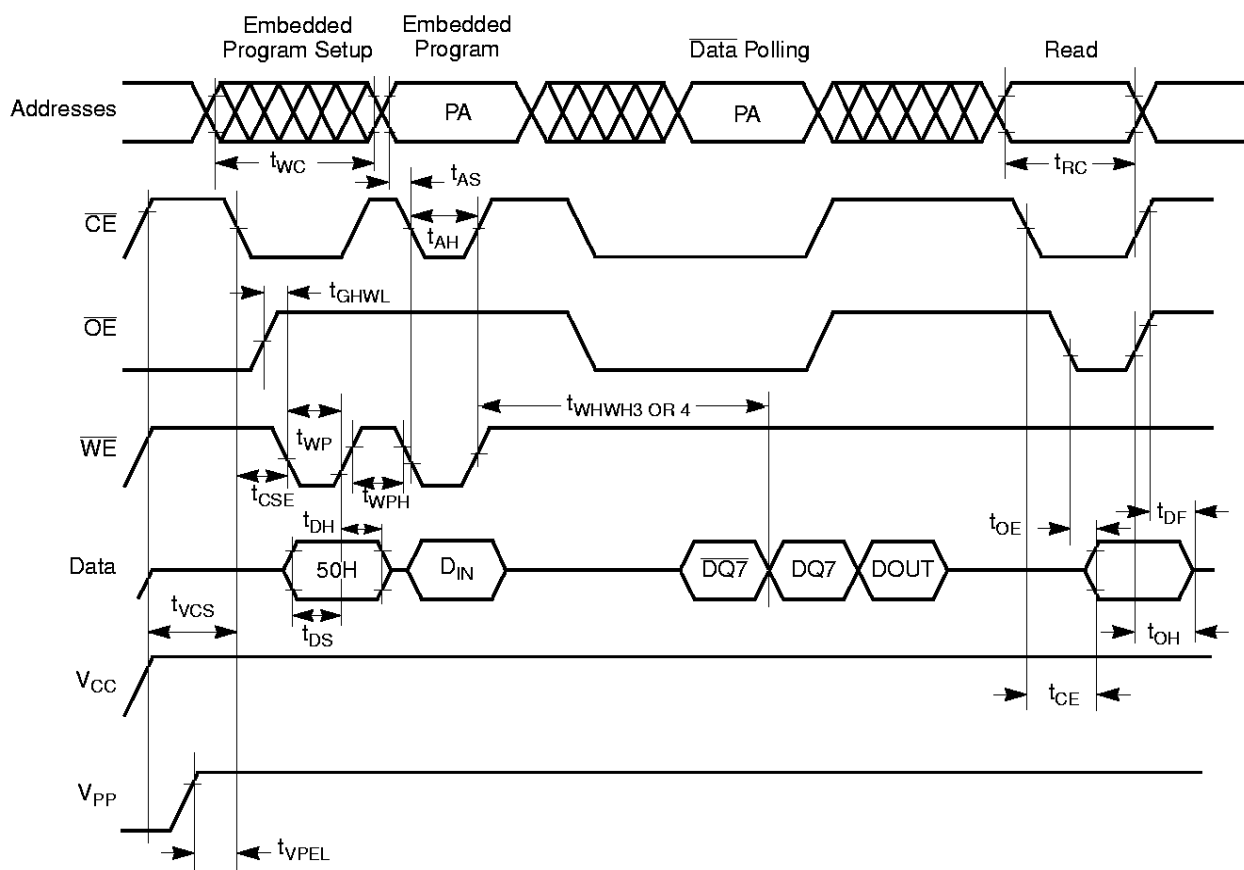 Embedded
Program Setup
Embedded
Program
Data Polling
Read
Addresses
PA
PA
tWC
tAS
tRC
CE
tAH
tGHWL
OE
tWHWH3 OR 4
WE
tWP
tCSE
tWPH
tDH
tOE
tDF
Data
50H
DIN
DQ7
DQ7
DOUT
tVCS
tDS
tOH
VCC
tCE
VPP
tVPEL